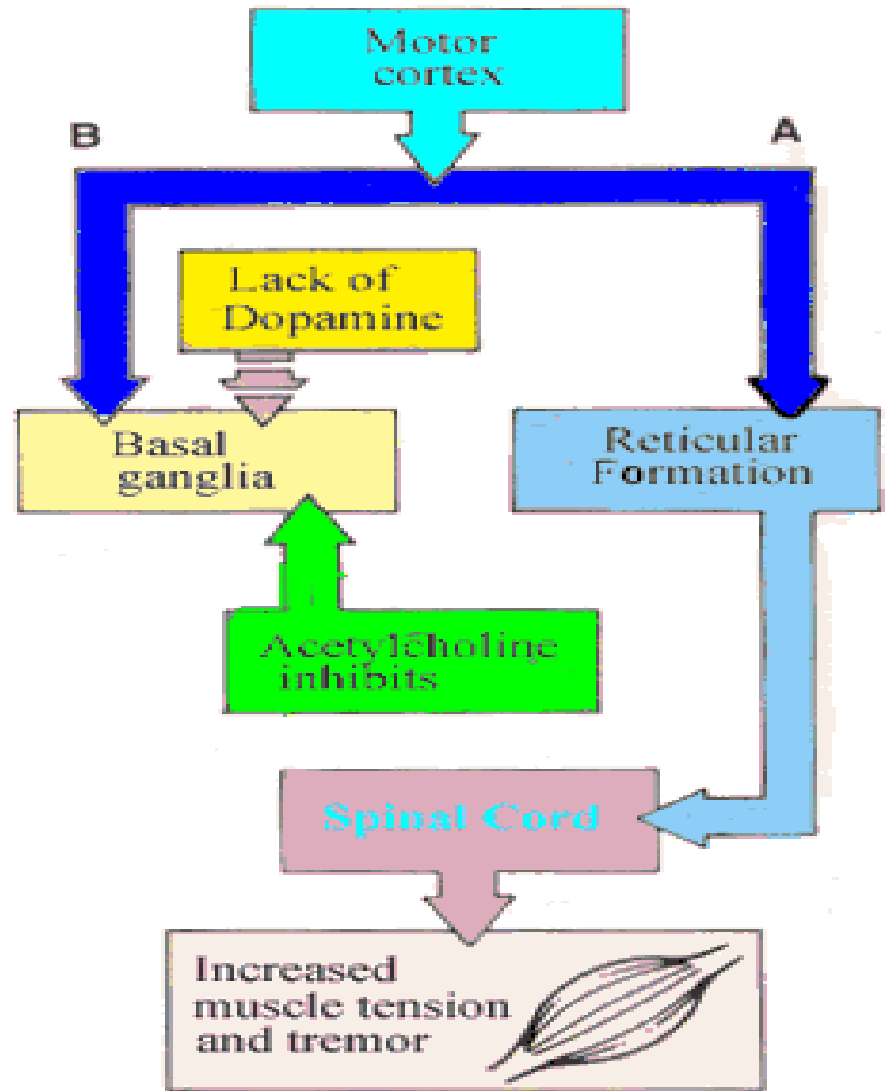 Motor
cortex
B
A
Lack of
Dopamine
Basal
ganglia
Reticular
Formation
Acetylcholine
inhibits
Spinal Cord
Increased
muscle tension
and tremor